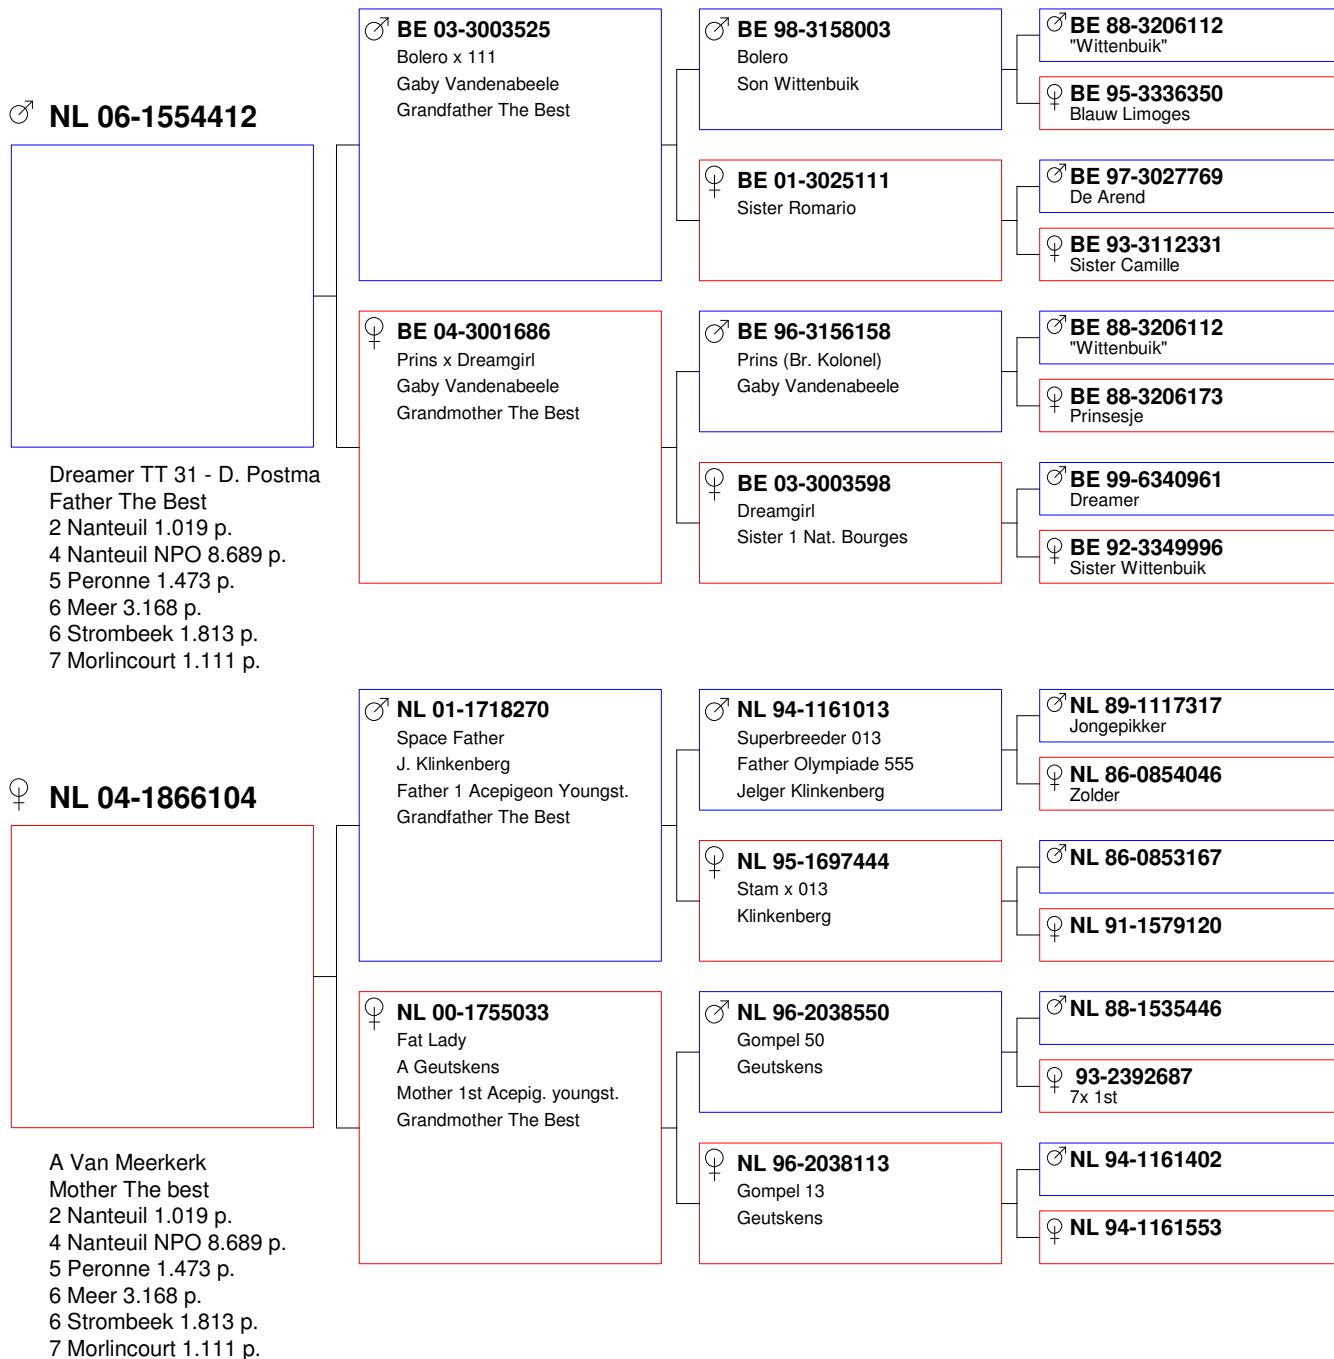 NL 06-1554412
Dreamer TT 31 - D. Postma
Father The Best
2 Nanteuil 1.019 p.
4 Nanteuil NPO 8.689 p.
5 Peronne 1.473 p.
6 Meer 3.168 p.
6 Strombeek 1.813 p.
7 Morlincourt 1.111 p.
BE 03-3003525
Bolero x 111
Gaby Vandenabeele
Grandfather The Best
BE 04-3001686
Prins x Dreamgirl
Gaby Vandenabeele
Grandmother The Best
BE 98-3158003
Bolero
Son Wittenbuik
BE 01-3025111
Sister Romario
BE 96-3156158
Prins (Br. Kolonel)
Gaby Vandenabeele
BE 03-3003598
Dreamgirl
Sister 1 Nat. Bourges
BE 88-3206112
"Wittenbuik"
BE 95-3336350
Blauw Limoges
BE 97-3027769
De Arend
BE 93-3112331
Sister Camille
BE 88-3206112
"Wittenbuik"
BE 88-3206173
Prinsesje
BE 99-6340961
Dreamer
BE 92-3349996
Sister Wittenbuik
NL 04-1866104
A Van Meerkerk
Mother The best
2 Nanteuil 1.019 p.
4 Nanteuil NPO 8.689 p.
5 Peronne 1.473 p.
6 Meer 3.168 p.
6 Strombeek 1.813 p.
7 Morlincourt 1.111 p.
NL 01-1718270
Space Father
J. Klinkenberg
Father 1 Acepigeon Youngst.
Grandfather The Best
NL 00-1755033
Fat Lady
A Geutskens
Mother 1st Acepig. youngst.
Grandmother The Best
NL 94-1161013
Superbreeder 013
Father Olympiade 555
Jelger Klinkenberg
NL 95-1697444
Stam x 013
Klinkenberg
NL 96-2038550
Gompel 50
Geutskens
NL 96-2038113
Gompel 13
Geutskens
NL 89-1117317
Jongepikker
NL 86-0854046
Zolder
NL 86-0853167
NL 91-1579120
NL 88-1535446
93-2392687
7x 1st
NL 94-1161402
NL 94-1161553